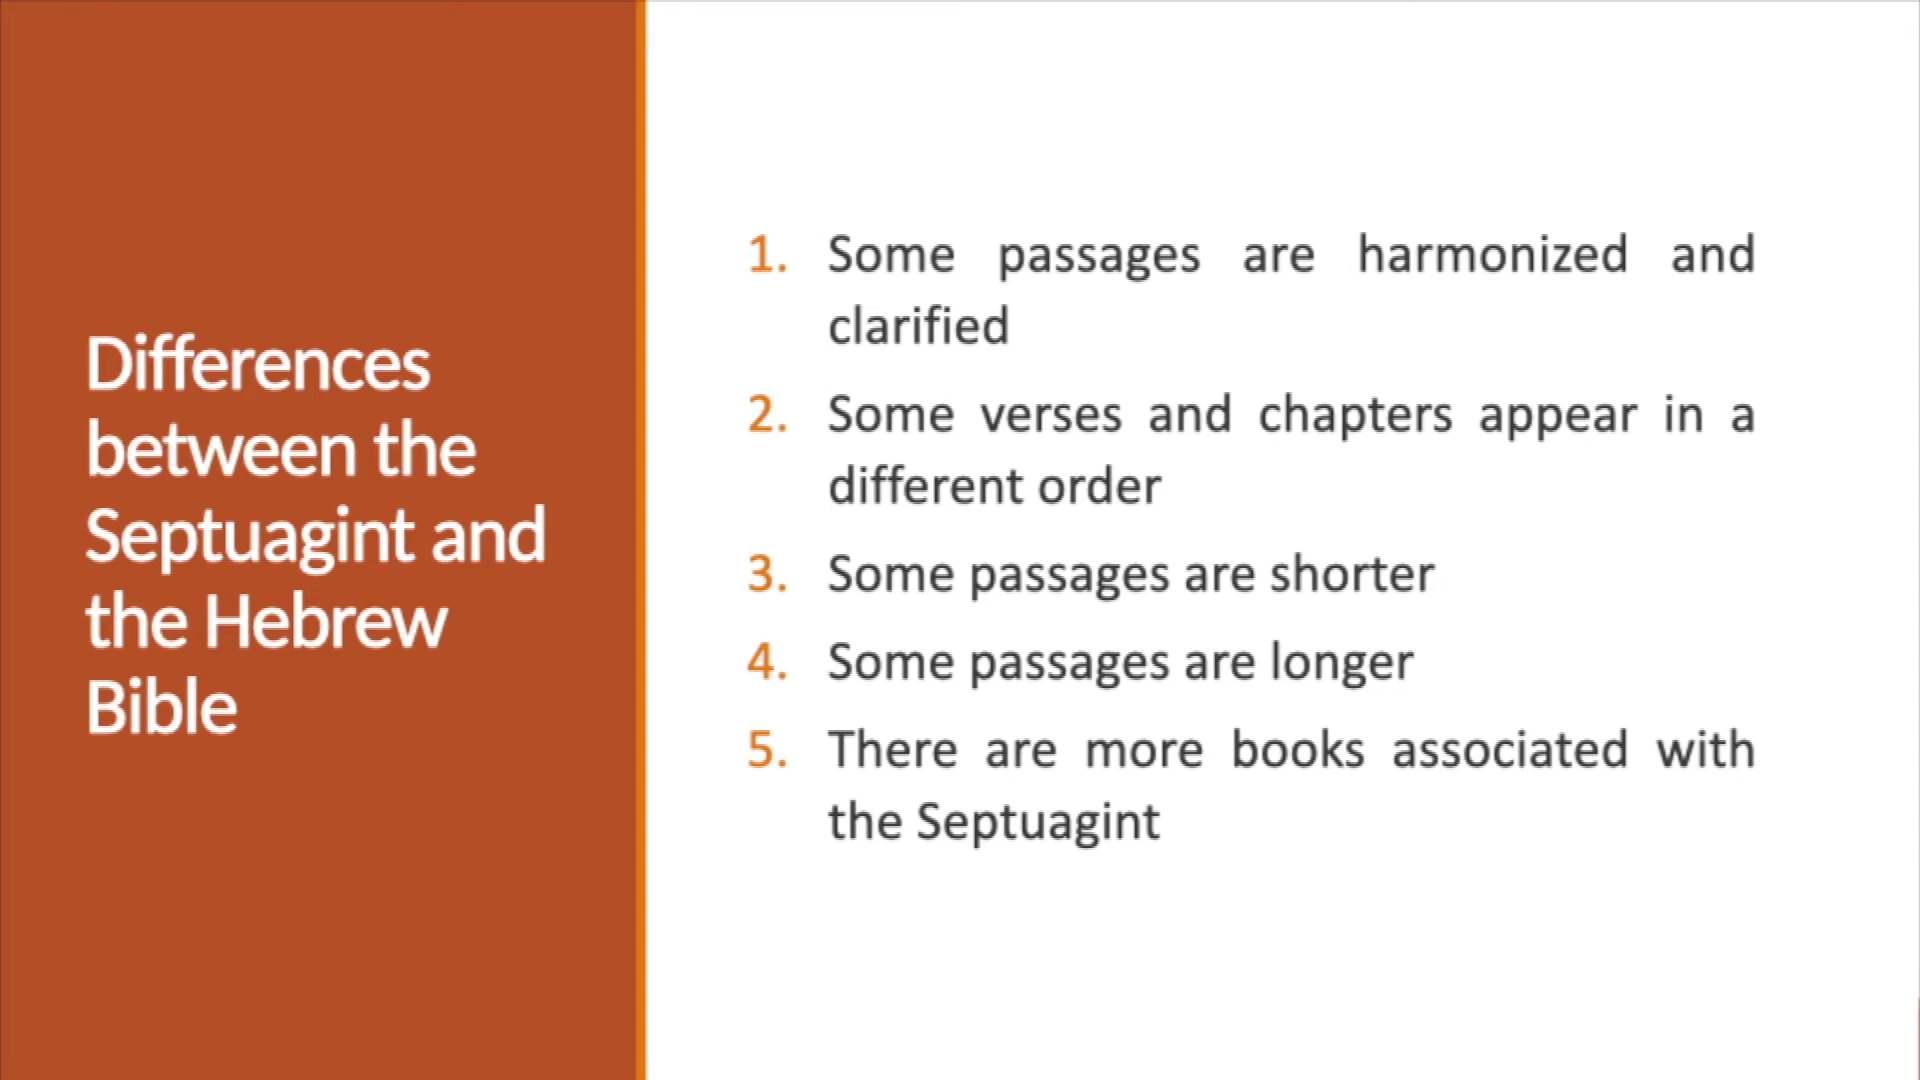 Differences
between the
Septuagint and
the Hebrew
Bible
1. Some passages are harmonized and
clarified
2. Some verses and chapters appear in a
different order
3. Some passages are shorter
4. Some passages are longer
5. There are more books associated with
the Septuagint